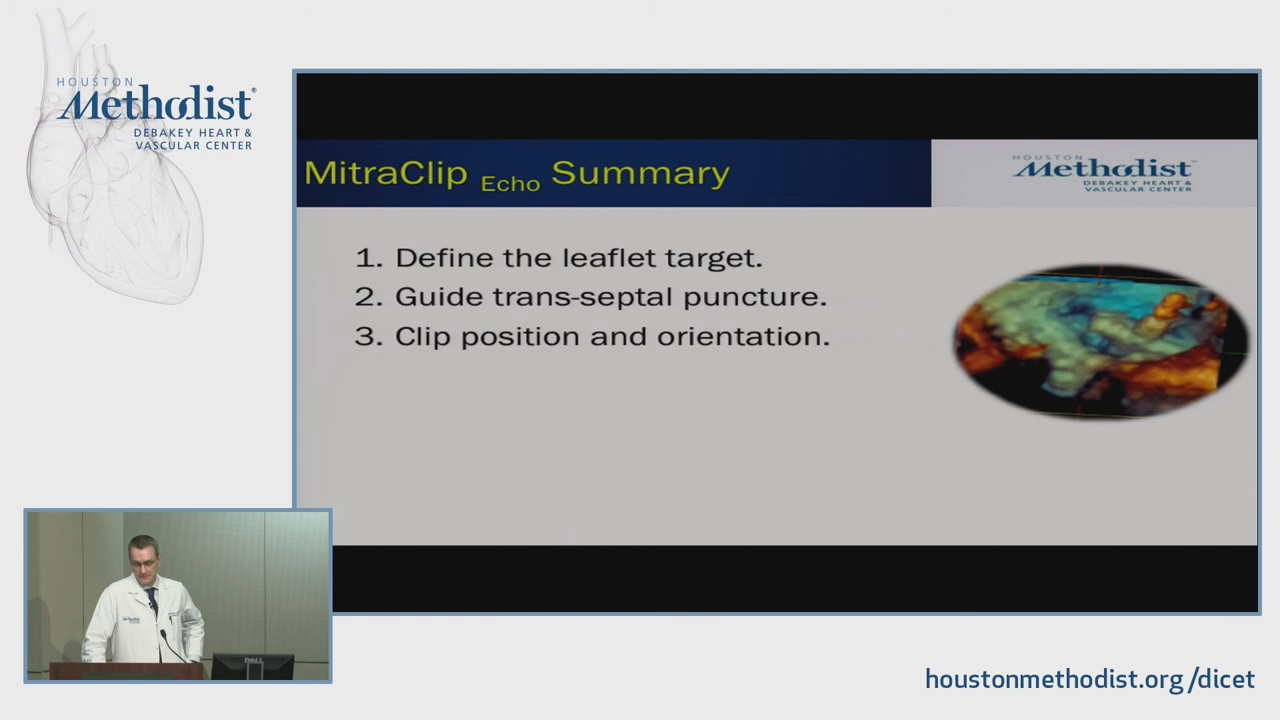 HOUSTON
Methodist®
DEBAKEY HEART &
VASCULAR CENTER
MitraClip Echo Summary
HOUSTON
Methodist
DEBAKEY HEART &
VASCULAR CENTER
1. Define the leaflet target.
2. Guide trans-septal puncture.
3. Clip position and orientation.
DELL
houstonmethodist.org/dicet